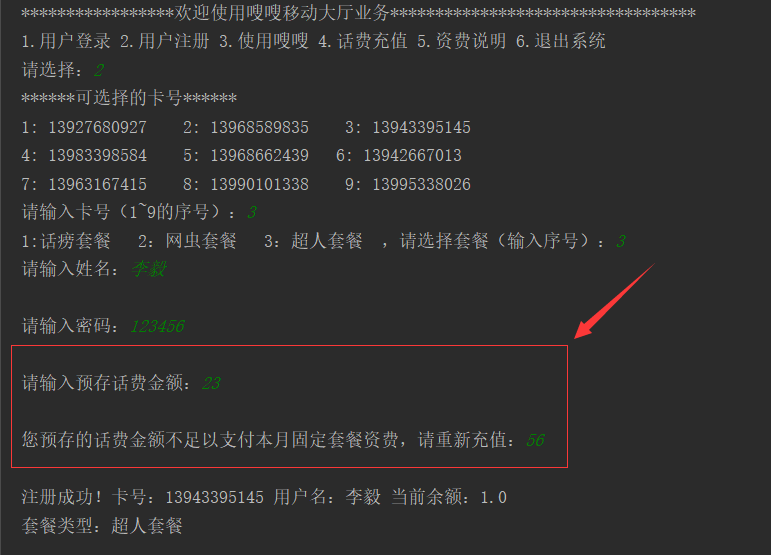 *****************欢迎使用嗖嗖移动大厅业务**********************************
1.用户登录 2.用户注册 3.使用嗖嗖 4.话费充值 5.资费说明 6.退出系统
请选择：2
******可选择的卡号******
1: 13927680927    2: 13968589835    3: 13943395145
4: 13983398584    5: 13968662439   6: 13942667013
7: 13963167415    8: 13990101338    9: 13995338026
请输入卡号（1~9的序号）：3
1:话痨套餐   2：网虫套餐   3：超人套餐  ，请选择套餐（输入序号）：3
请输入姓名：李毅
请输入密码：123456
请输入预存话费金额：23
您预存的话费金额不足以支付本月固定套餐资费，请重新充值：56
注册成功！卡号：13943395145 用户名：李毅 当前余额：1.0
套餐类型：超人套餐